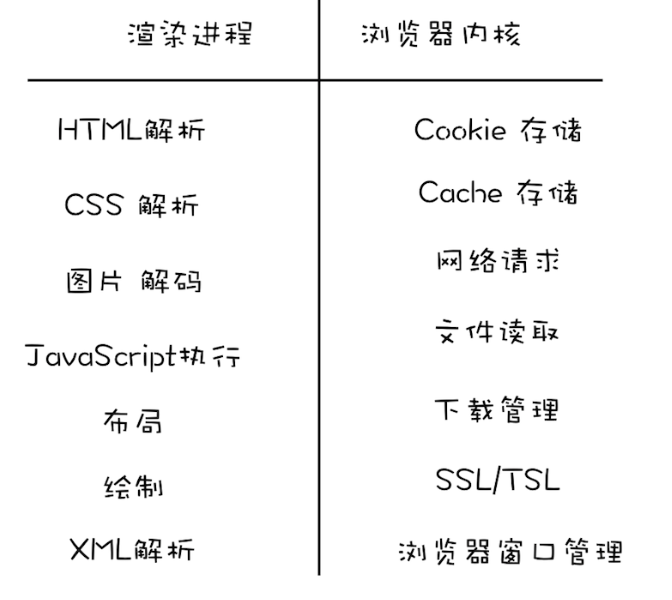 渲染进程 浏览器内核
HTML解析 Cookie 存储
CSS 解析 Cache 存储
图片 解码 网络请求
JavaScript执行 文件读取
布局 下载管理
绘制 SSL/TSL
XML解析 浏览器窗口管理